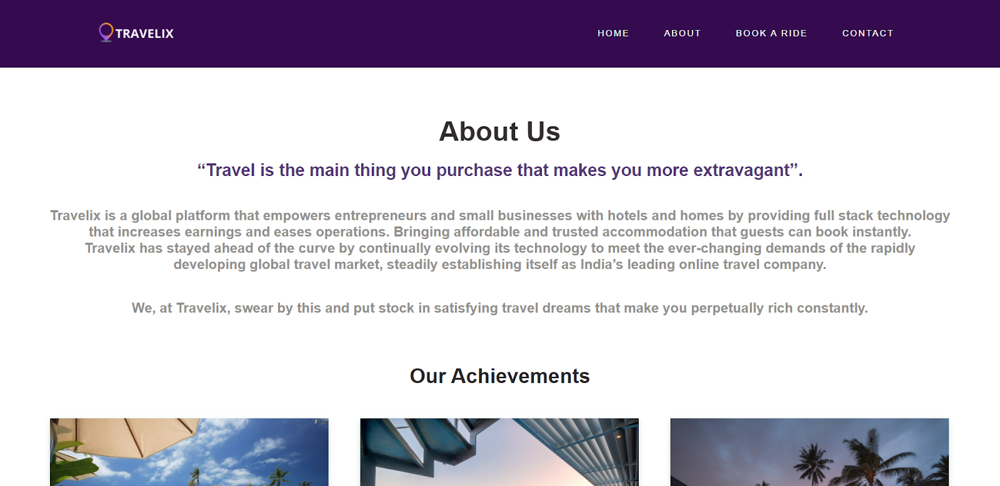 TRAVELIX
HOME ABOUT BOOK A RIDE CONTACT
About Us
“Travel is the main thing you purchase that makes you more extravagant”.
Travelix is a global platform that empowers entrepreneurs and small businesses with hotels and homes by providing full stack technology
that increases earnings and eases operations. Bringing affordable and trusted accommodation that guests can book instantly.
Travelix has stayed ahead of the curve by continually evolving its technology to meet the ever-changing demands of the rapidly
developing global travel market, steadily establishing itself as India’s leading online travel company.
We, at Travelix, swear by this and put stock in satisfying travel dreams that make you perpetually rich constantly.
Our Achievements